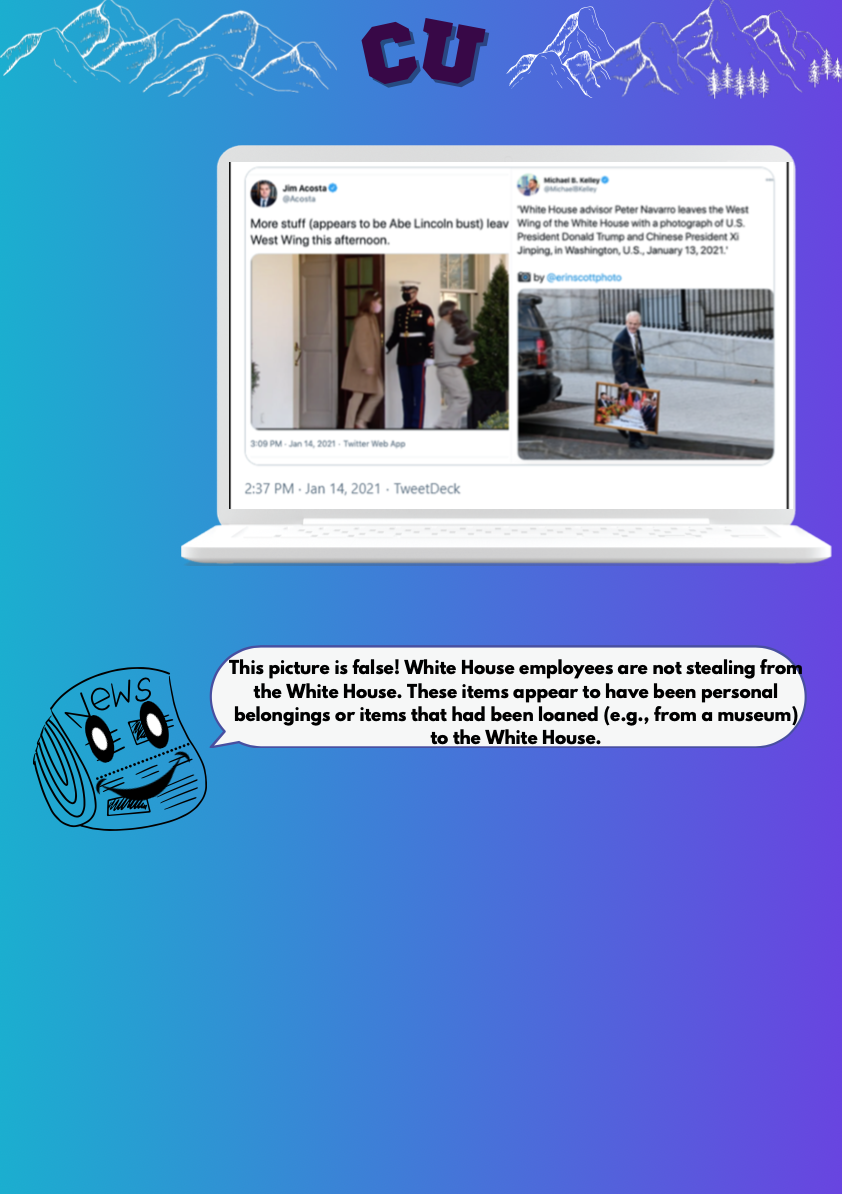 CU
Jim Acosta
@Acosta
More stuff (appears to be Abe Lincoln bust) leav
West Wing this afternoon.
3:09 PM · Jan 14, 2021 · Twitter Web App
Michael B. Kelley
@MichaelBKelley
'White House advisor Peter Navarro leaves the West
Wing of the White House with a photograph of U.S.
President Donald Trump and Chinese President Xi
Jinping, in Washington, U.S., January 13, 2021.'
by @erinscottphoto
2:37 PM · Jan 14, 2021 · TweetDeck
News
This picture is false! White House employees are not stealing from
the White House. These items appear to have been personal
belongings or items that had been loaned (e.g., from a museum)
to the White House.